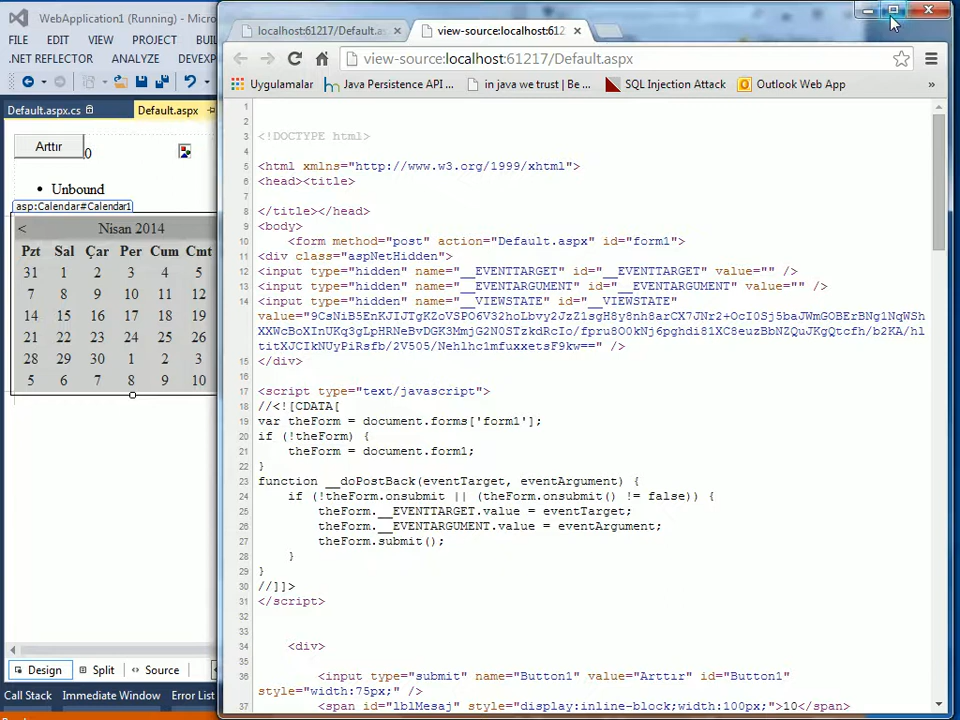 WebApplication1 (Running) - Micros
FILE EDIT VIEW PROJECT BUI
.NET REFLECTOR ANALYZE DEVEXP
Default.aspx.cs Default.aspx
Arttır 0
Unbound
asp:Calendar#Calendar1
< Nisan 2014
Pzt Sal Çar Per Cum Cmt
31 1 2 3 4 5
7 8 9 10 11 12
14 15 16 17 18 19
21 22 23 24 25 26
28 29 30 1 2 3
5 6 7 8 9 10
Design Split Source
Call Stack Immediate Window Error List
localhost:61217/Default.a: view-source:localhost:612
view-source:localhost:61217/Default.aspx
Uygulamalar Java Persistence API ... in java we trust | Be ... SQL Injection Attack Outlook Web App »
1
2
3 <!DOCTYPE html>
4
5 <html xmlns="http://www.w3.org/1999/xhtml">
6 <head><title>
7
8 </title></head>
9 <body>
10 <form method="post" action="Default.aspx" id="form1">
11 <div class="aspNetHidden">
12 <input type="hidden" name="__EVENTTARGET" id="__EVENTTARGET" value="" />
13 <input type="hidden" name="__EVENTARGUMENT" id="__EVENTARGUMENT" value="" />
14 <input type="hidden" name="__VIEWSTATE" id="__VIEWSTATE"
value="9CsNiB5EnKJIJTgKZoVSPO6V32hoLbvy2JzZ1sgH8y8nh8arCX7JNr2+OcI0Sj5baJWmGOBErBNg1NqWSh
XXWcBoXInUKq3gLpHRNeBvDGK3MmjG2N0STzkdRcIo/fpru8O0kNj6pghdi81XC8euzBbNZQuJKgQtcfh/b2KA/hl
titXJCIkNUyPiRsfb/2V505/Nehlhc1mfuxxetsF9kw==" />
15 </div>
16
17 <script type="text/javascript">
18 //<![CDATA[
19 var theForm = document.forms['form1'];
20 if (!theForm) {
21 theForm = document.form1;
22 }
23 function __doPostBack(eventTarget, eventArgument) {
24 if (!theForm.onsubmit || (theForm.onsubmit() != false)) {
25 theForm.__EVENTTARGET.value = eventTarget;
26 theForm.__EVENTARGUMENT.value = eventArgument;
27 theForm.submit();
28 }
29 }
30 //]]>
31 </script>
32
33
34 <div>
35
36 <input type="submit" name="Button1" value="Arttır" id="Button1"
style="width:75px;" />
37 <span id="lblMesaj" style="display:inline-block;width:100px;">10</span>